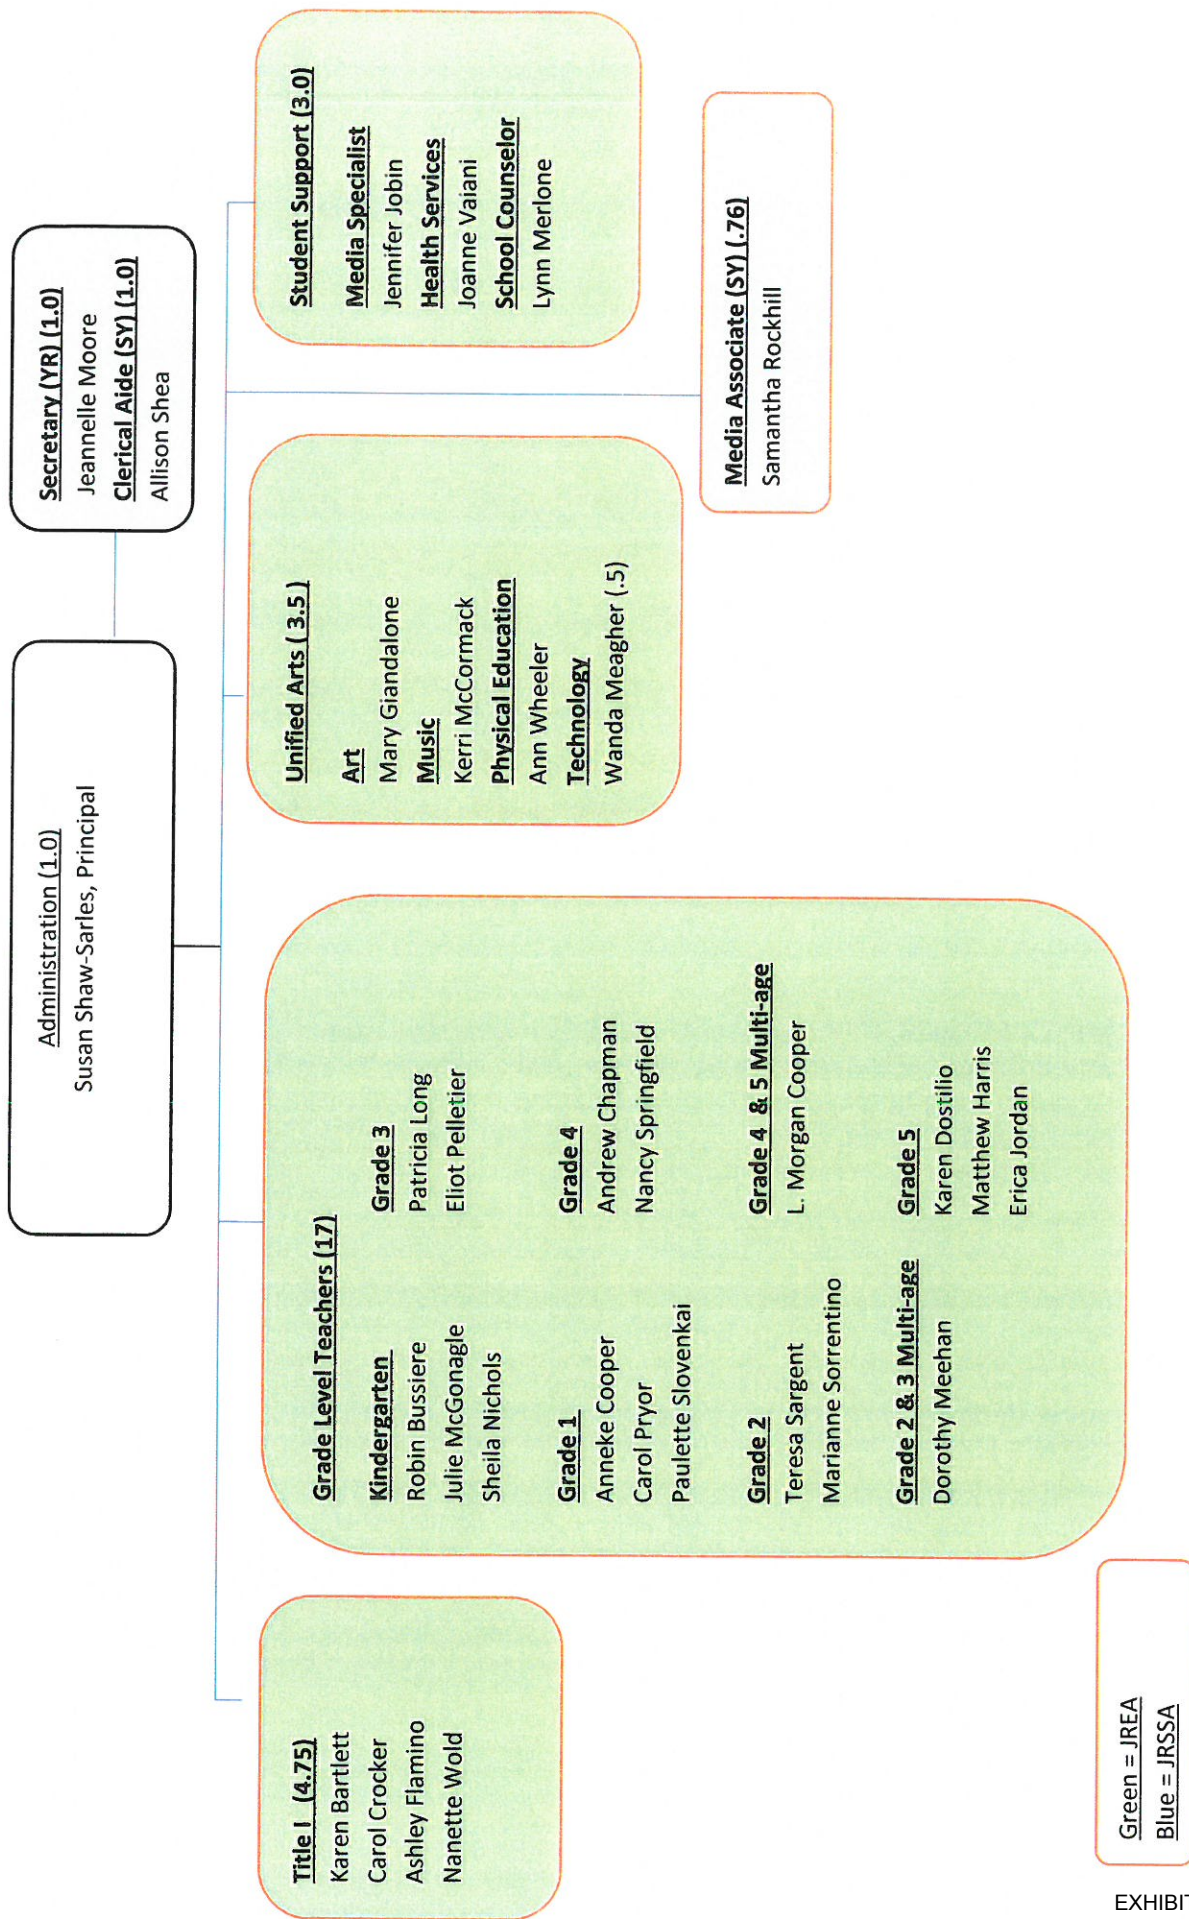 Administration (1.0)
Susan Shaw-Sarles, Principal
Secretary (YR) (1.0)
Jeannelle Moore
Clerical Aide (SY) (1.0)
Allison Shea
Title I (4.75)
Karen Bartlett
Carol Crocker
Ashley Flamino
Nanette Wold
Grade Level Teachers (17)
Kindergarten
Robin Bussiere
Julie McGonagle
Sheila Nichols
Grade 1
Anneke Cooper
Carol Pryor
Paulette Slovenkai
Grade 2
Teresa Sargent
Marianne Sorrentino
Grade 2 & 3 Multi-age
Dorothy Meehan
Grade 3
Patricia Long
Eliot Pelletier
Grade 4
Andrew Chapman
Nancy Springfield
Grade 4 & 5 Multi-age
L. Morgan Cooper
Grade 5
Karen Dostilio
Matthew Harris
Erica Jordan
Unified Arts ( 3.5 )
Art
Mary Giandalone
Music
Kerri McCormack
Physical Education
Ann Wheeler
Technology
Wanda Meagher (.5)
Student Support (3.0)
Media Specialist
Jennifer Jobin
Health Services
Joanne Vaiani
School Counselor
Lynn Merlone
Media Associate (SY) (.76)
Samantha Rockhill
Green = JREA
Blue = JRSSA
EXHIBIT